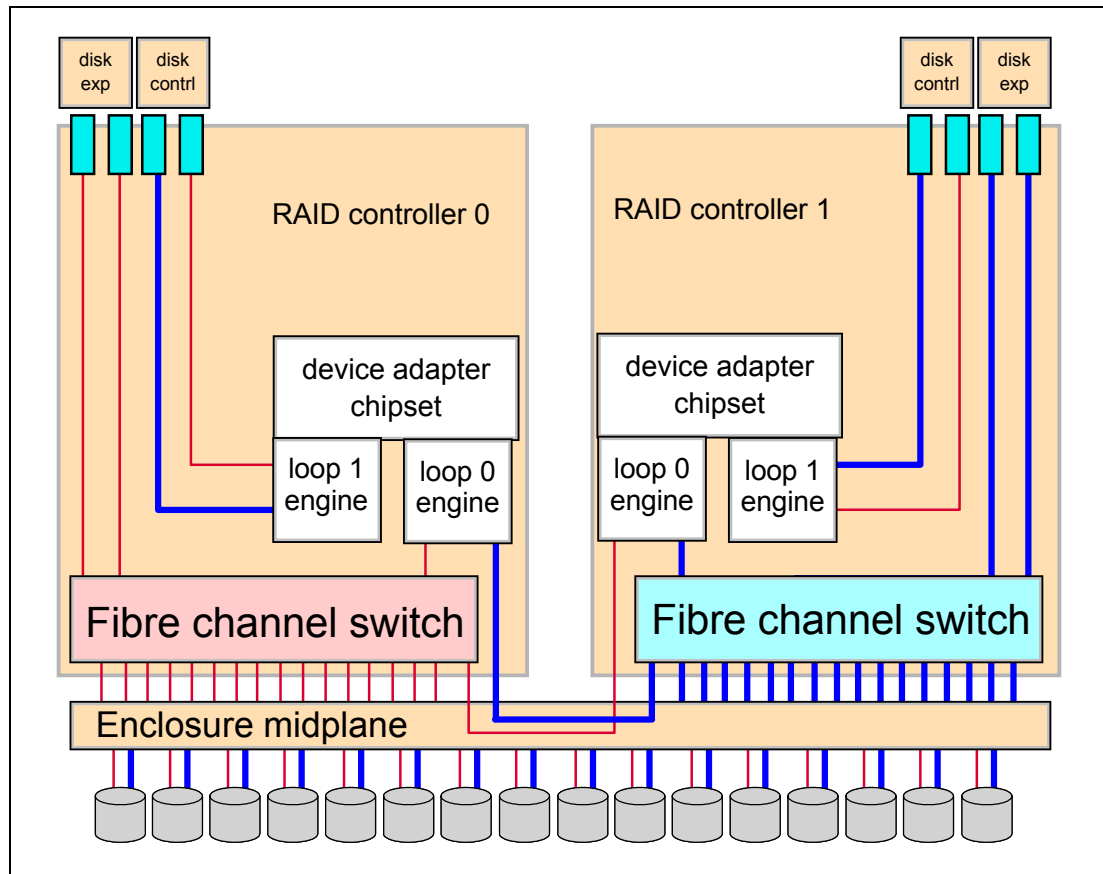 disk
exp
disk
contrl
disk
contrl
disk
exp
RAID controller 0
RAID controller 1
device adapter
chipset
device adapter
chipset
loop 1
engine
loop 0
engine
loop 0
engine
loop 1
engine
Fibre channel switch
Fibre channel switch
Enclosure midplane